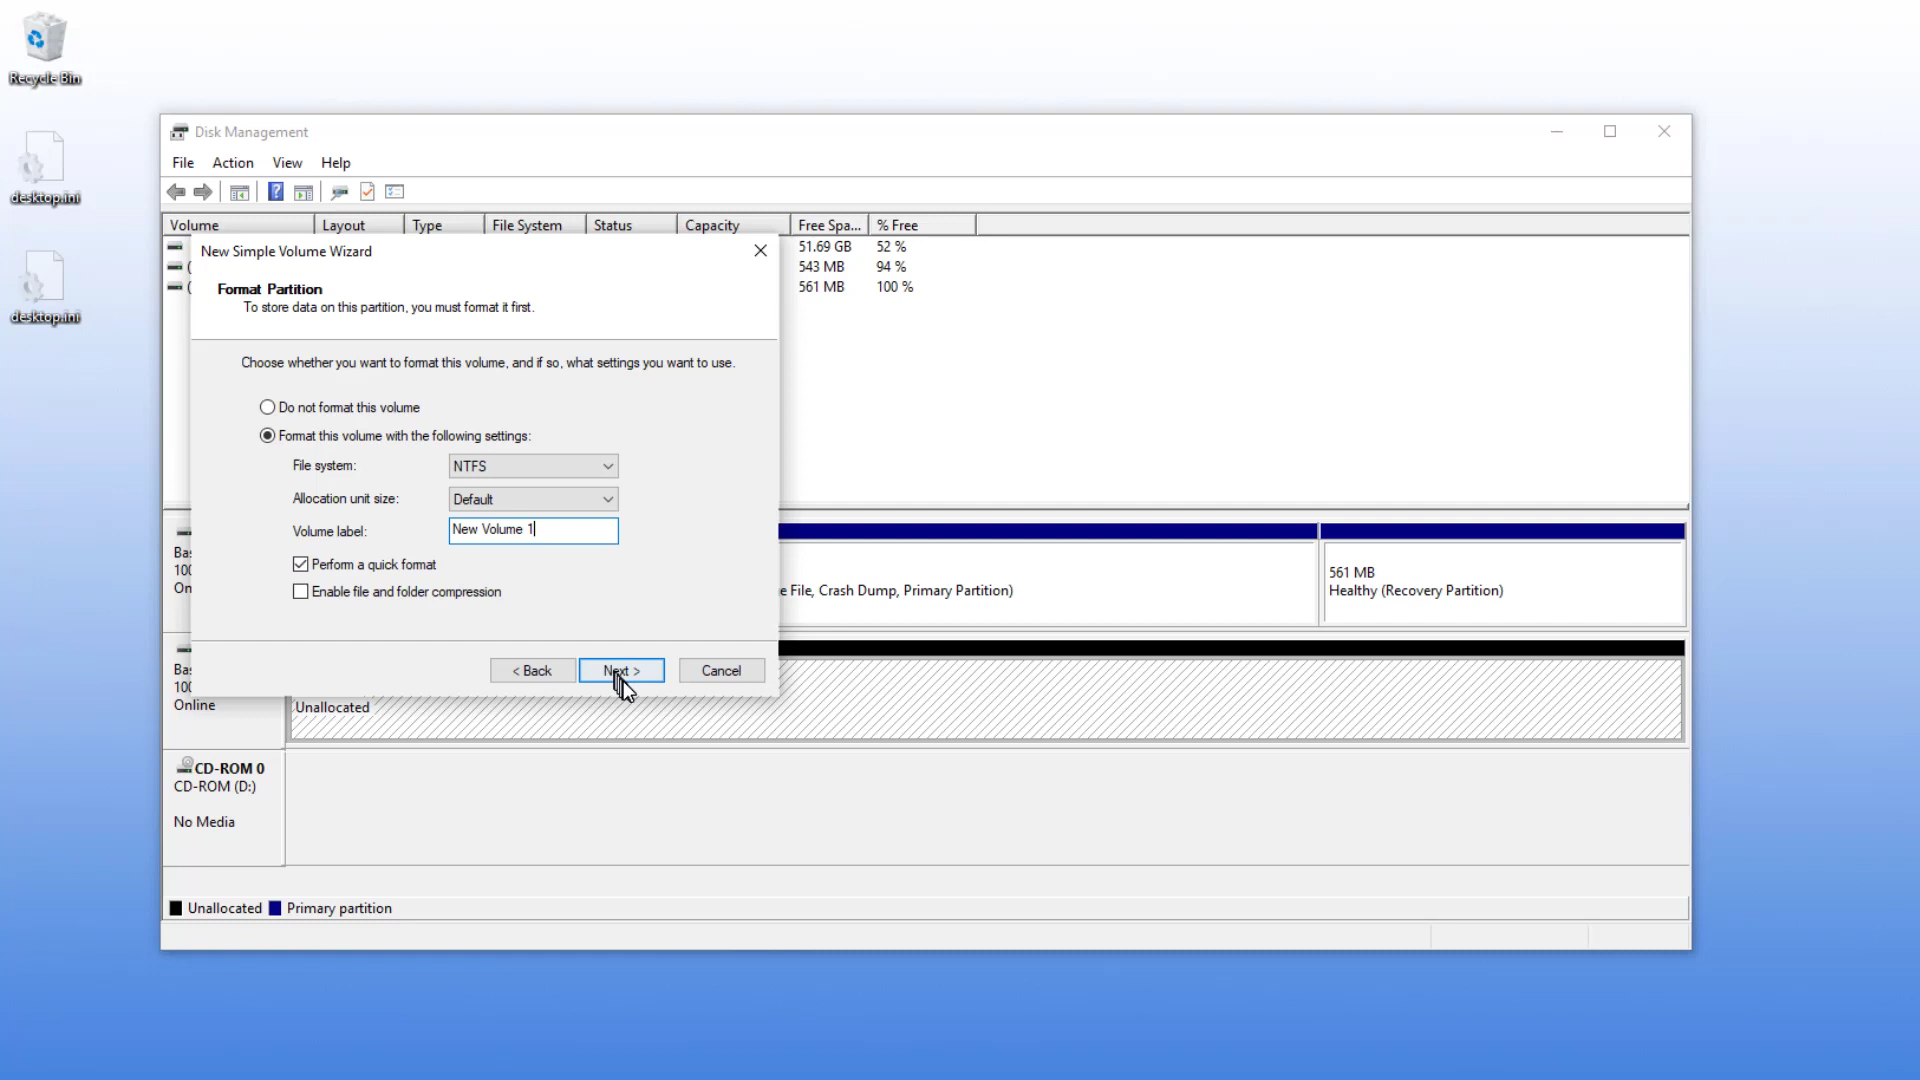 Recycle Bin
desktop.ini
desktop.ini
Disk Management
File Action View Help
Volume Layout Type File System Status Capacity Free Spa... % Free
51.69 GB 52 %
( 543 MB 94 %
( 561 MB 100 %
New Simple Volume Wizard
Format Partition
To store data on this partition, you must format it first.
Choose whether you want to format this volume, and if so, what settings you want to use.
Do not format this volume
Format this volume with the following settings:
File system: NTFS
Allocation unit size: Default
Volume label: New Volume 1
Perform a quick format
Enable file and folder compression
< Back Next > Cancel
Bas
100
On
e File, Crash Dump, Primary Partition)
561 MB
Healthy (Recovery Partition)
Bas
100
Online
Unallocated
CD-ROM 0
CD-ROM (D:)
No Media
Unallocated Primary partition